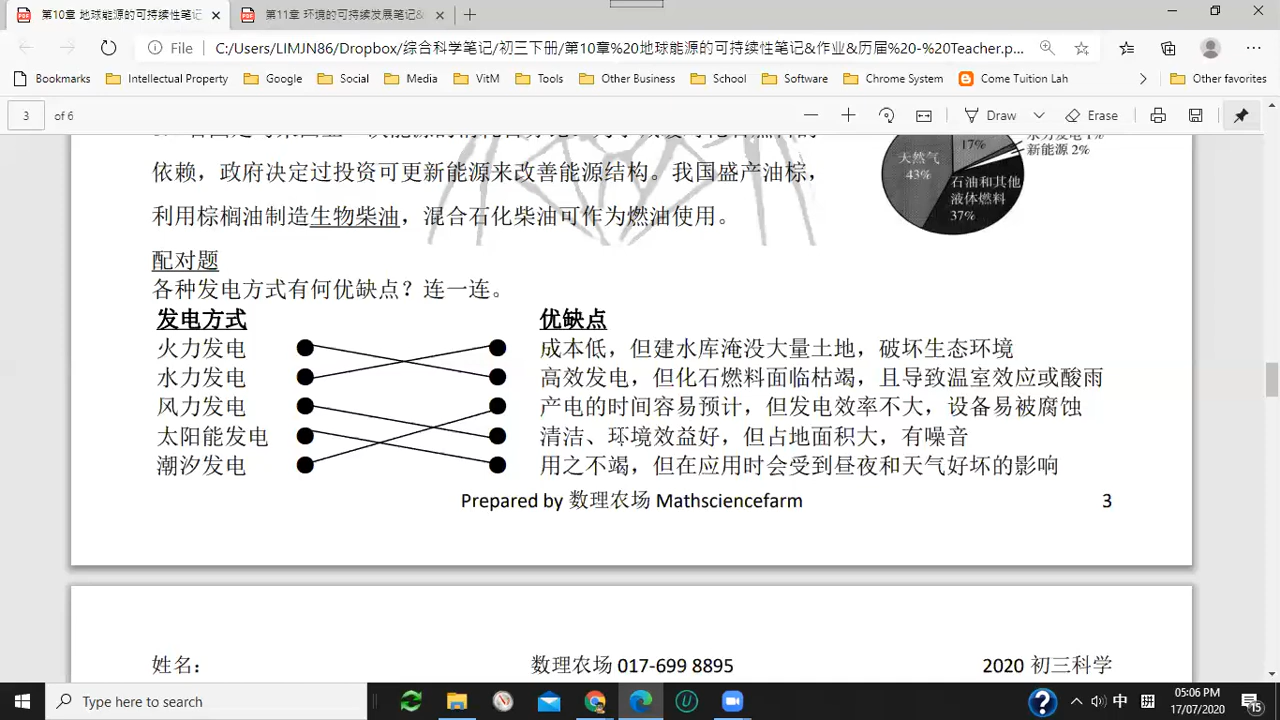 第10章 地球能源的可持续性笔记
第11章 环境的可持续发展笔记&
File
C:/Users/LIMJN86/Dropbox/综合科学笔记/初三下册/第10章%20地球能源的可持续性笔记&作业&历届%20-%20Teacher.p...
Bookmarks Intellectual Property Google Social Media VitM Tools Other Business School Software Chrome System Come Tuition Lah Other favorites
3 of 6 Draw Erase
水力发电1%
17%
新能源 2%
天然气
43%
石油和其他
液体燃料
37%
依赖，政府决定过投资可更新能源来改善能源结构。我国盛产油棕，
利用棕榈油制造生物柴油，混合石化柴油可作为燃油使用。
配对题
各种发电方式有何优缺点？连一连。
发电方式 优缺点
火力发电 成本低，但建水库淹没大量土地，破坏生态环境
水力发电 高效发电，但化石燃料面临枯竭，且导致温室效应或酸雨
风力发电 产电的时间容易预计，但发电效率不大，设备易被腐蚀
太阳能发电 清洁、环境效益好，但占地面积大，有噪音
潮汐发电 用之不竭，但在应用时会受到昼夜和天气好坏的影响
Prepared by 数理农场 Mathsciencefarm 3
姓名： 数理农场 017-699 8895 2020 初三科学
Type here to search
中
05:06 PM
17/07/2020
15